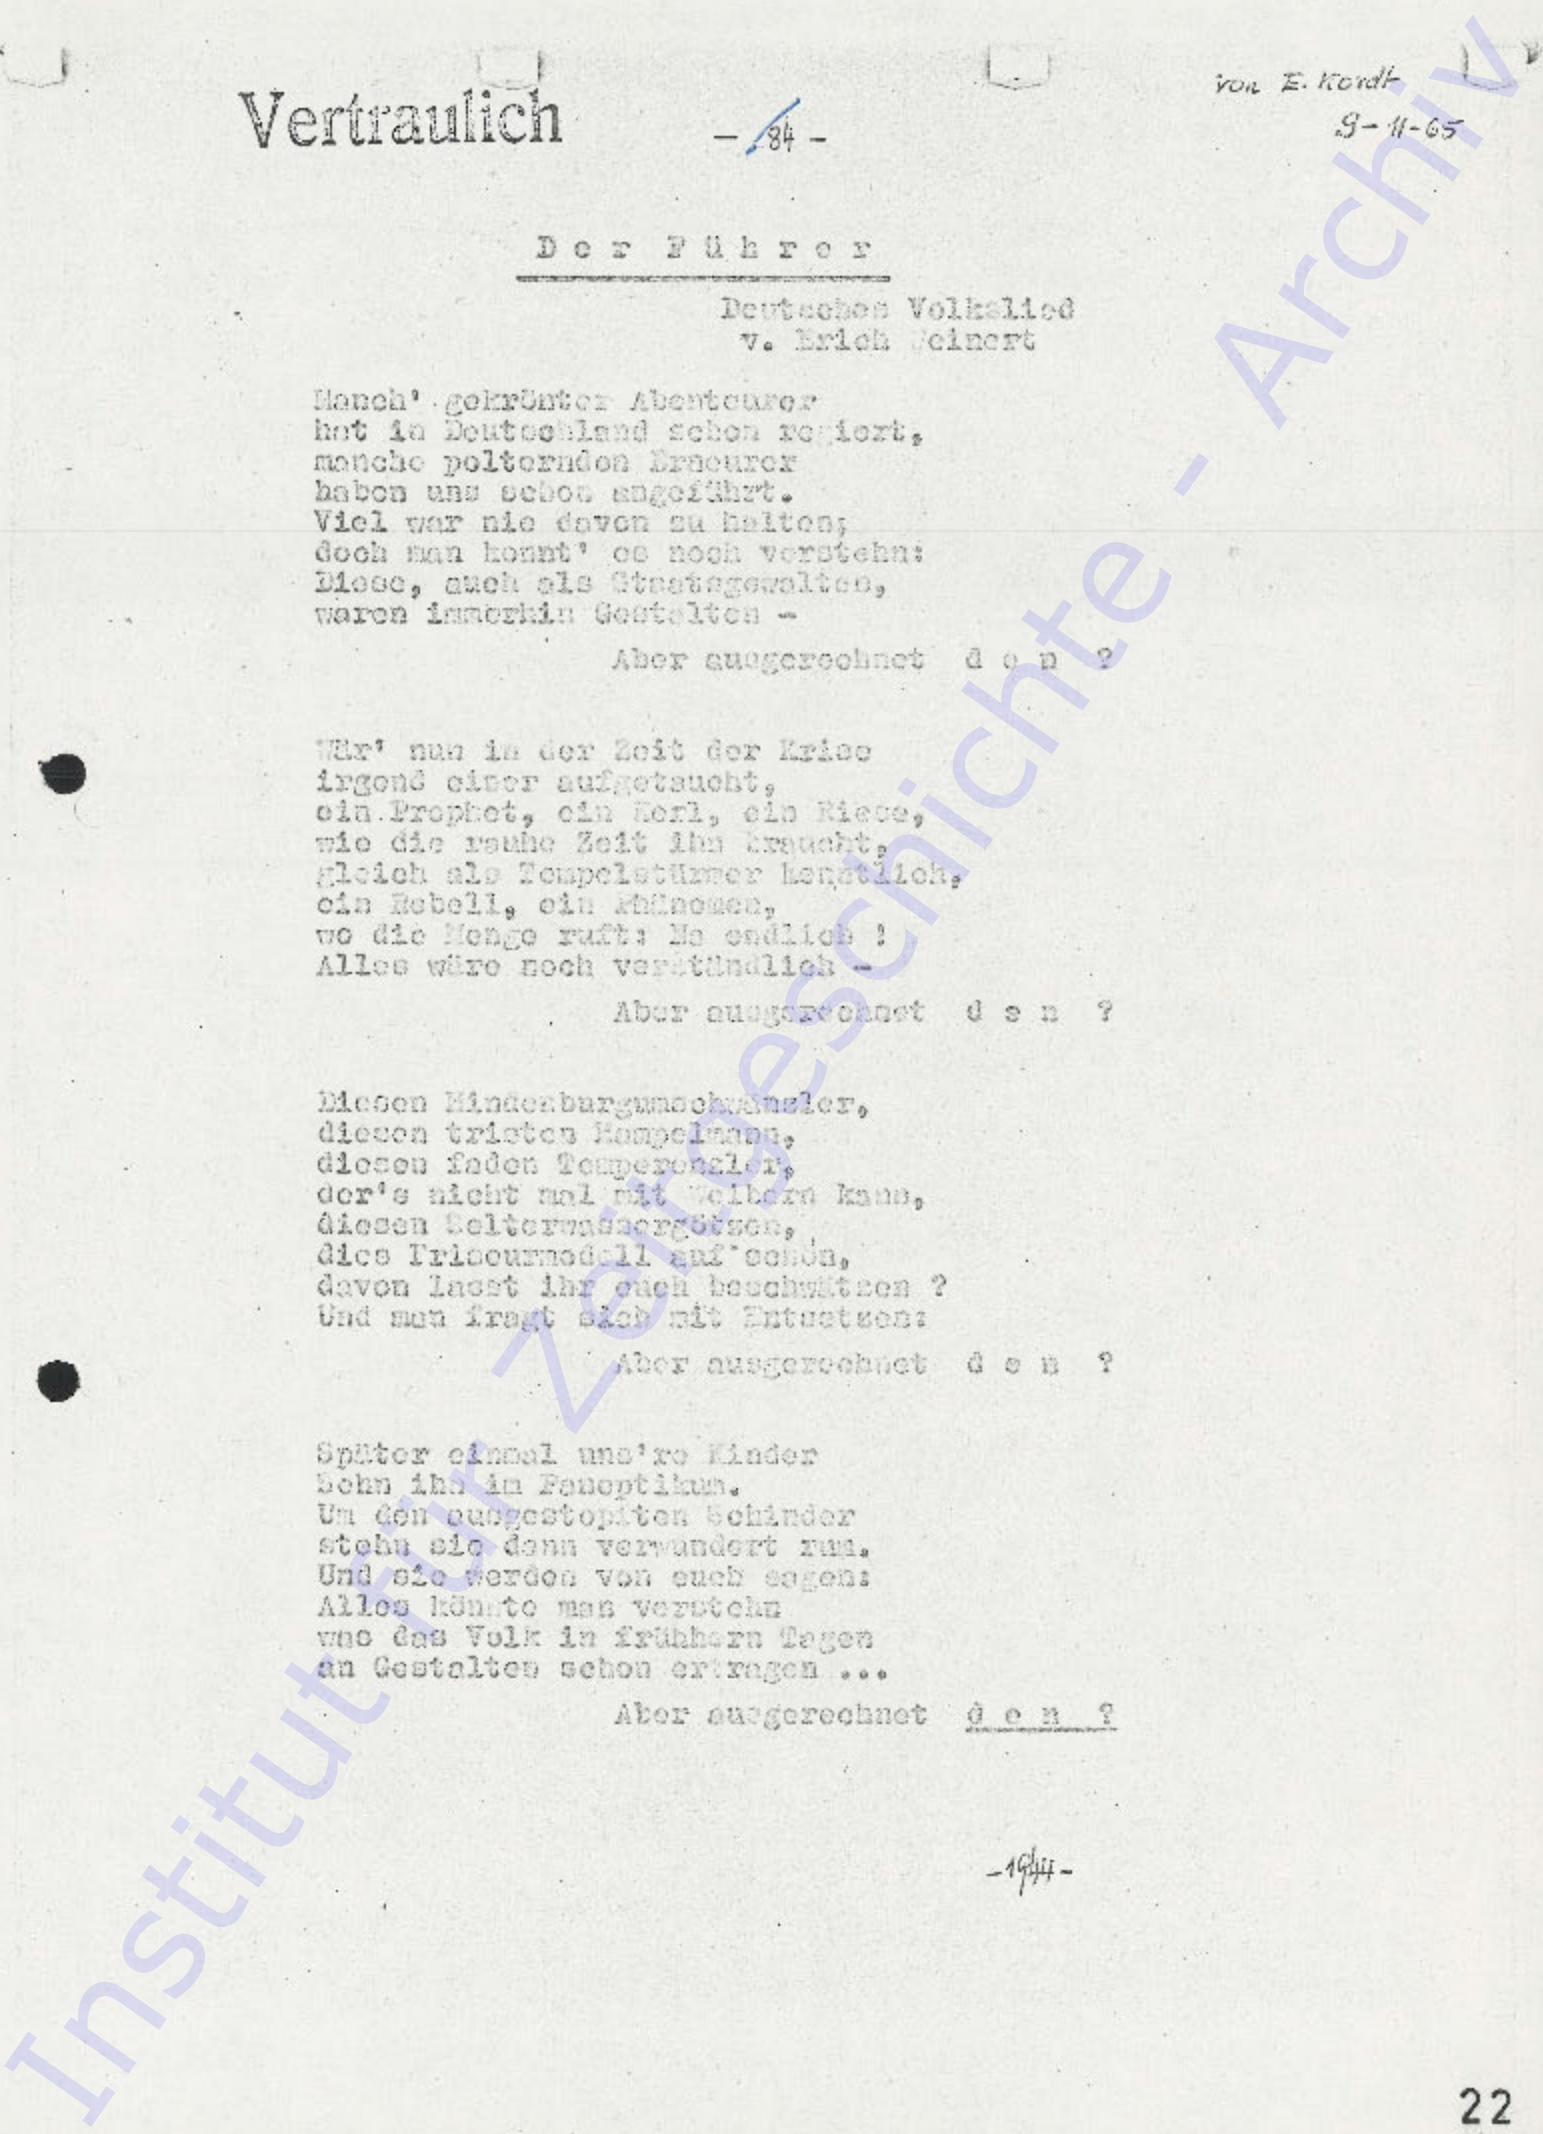 von E. Kordt
9-11-65
Vertraulich
- 84 -
Der Führer
Deutsches Volkslied
v. Erich Weinert
Manch' gekrönter Abenteurer
hat in Deutschland schon regiert,
manche polternden Erneurer
haben uns schon angeführt.
Viel war nie davon zu halten;
doch man konnt' es noch verstehn:
Diese, auch als Staatsgewalten,
waren immerhin Gestalten -
Aber ausgerechnet d e n ?
Wär' nun in der Zeit der Krise
irgend einer aufgetaucht,
ein Prophet, ein Kerl, ein Riese,
wie die rauhe Zeit ihn braucht,
gleich als Tempelstürmer kenntlich,
ein Rebell, ein Phänomen,
wo die Menge ruft: Na endlich !
Alles wäre noch verständlich -
Aber ausgerechnet d e n ?
Diesen Hindenburgumschwänzler,
diesen tristen Hampelmann,
diesen faden Temperenzler,
der's nicht mal mit Weibern kann,
diesen Selterwassergötzen,
dies Friseurmodell auf schön,
davon lasst ihr euch beschwätzen ?
Und man fragt sich mit Entsetzen:
Aber ausgerechnet d e n ?
Später einmal uns're Kinder
Sehn ihn im Panoptikum.
Um den ausgestopften Schinder
stehn sie dann verwundert rum.
Und sie werden von euch sagen:
Alles könnte man verstehn
was das Volk in frühhern Tagen
an Gestalten schon ertragen ...
Aber ausgerechnet d e n ?
-1944-
22
Institut für Zeitgeschichte - Archiv